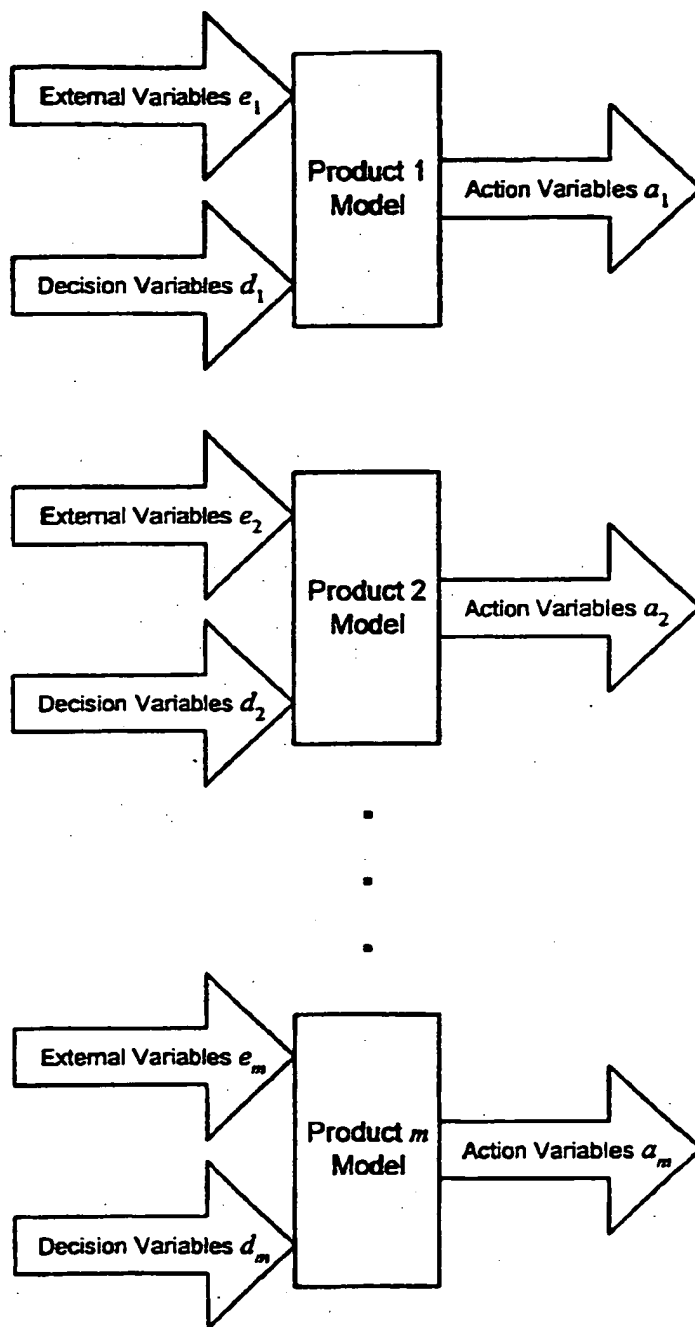 External Variables e₁
Product 1
Model
Action Variables a₁
Decision Variables d₁
External Variables e₂
Product 2
Model
Action Variables a₂
Decision Variables d₂
External Variables eₘ
Product m
Model
Action Variables aₘ
Decision Variables dₘ